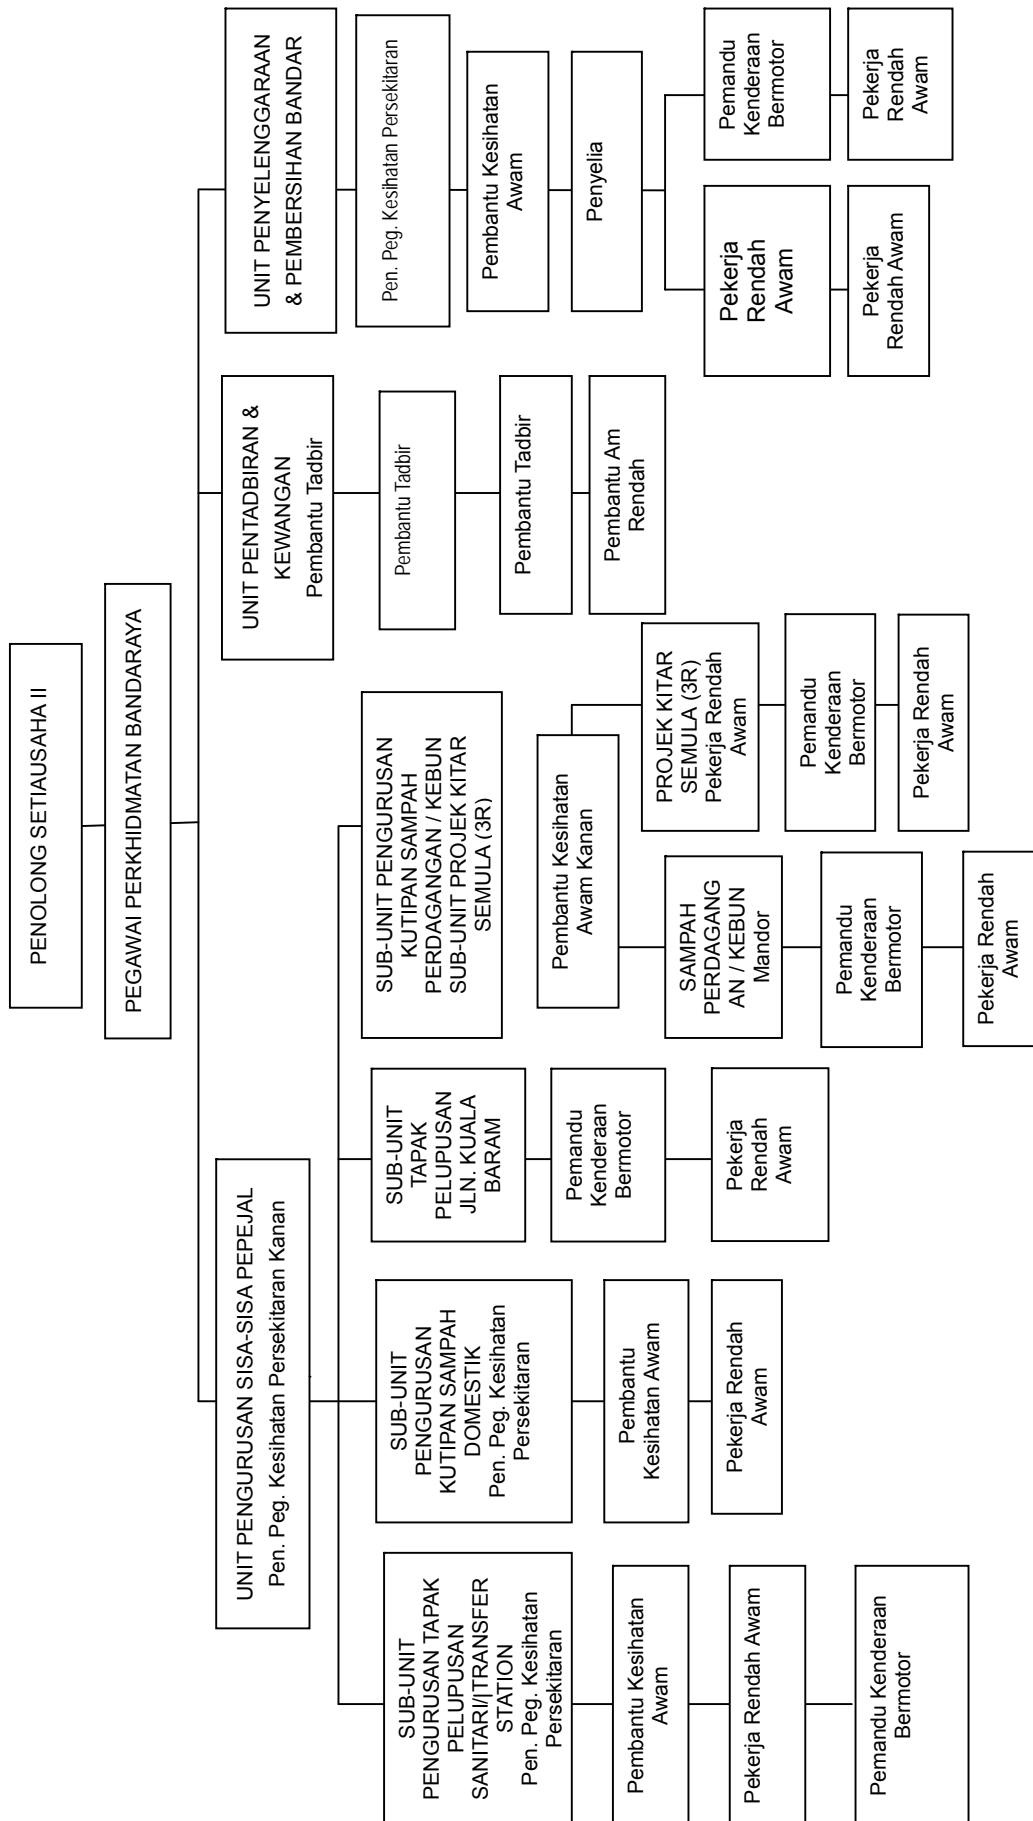 PENOLONG SETIAUSAHA II
PEGAWAI PERKHIDMATAN BANDARAYA
UNIT PENGURUSAN SISA-SISA PEPEJAL
Pen. Peg. Kesihatan Persekitaran Kanan
UNIT PENTADBIRAN &
KEWANGAN
Pembantu Tadbir
UNIT PENYELENGGARAAN
& PEMBERSIHAN BANDAR
SUB-UNIT
PENGURUSAN TAPAK
PELUPUSAN
SANITARI/|TRANSFER
STATION
Pen. Peg. Kesihatan
Persekitaran
Pembantu Kesihatan
Awam
Pekerja Rendah Awam
Pemandu Kenderaan
Bermotor
SUB-UNIT
PENGURUSAN
KUTIPAN SAMPAH
DOMESTIK
Pen. Peg. Kesihatan
Persekitaran
Pembantu
Kesihatan Awam
Pekerja Rendah
Awam
SUB-UNIT
TAPAK
PELUPUSAN
JLN. KUALA
BARAM
Pemandu
Kenderaan
Bermotor
Pekerja
Rendah
Awam
SUB-UNIT PENGURUSAN
KUTIPAN SAMPAH
PERDAGANGAN / KEBUN
SUB-UNIT PROJEK KITAR
SEMULA (3R)
Pembantu Kesihatan
Awam Kanan
SAMPAH
PERDAGANG
AN / KEBUN
Mandor
Pemandu
Kenderaan
Bermotor
Pekerja Rendah
Awam
PROJEK KITAR
SEMULA (3R)
Pekerja Rendah
Awam
Pemandu
Kenderaan
Bermotor
Pekerja Rendah
Awam
Pembantu Tadbir
Pembantu Tadbir
Pembantu Am
Rendah
Pen. Peg. Kesihatan Persekitaran
Pembantu Kesihatan
Awam
Penyelia
Pekerja
Rendah
Awam
Pekerja
Rendah Awam
Pemandu
Kenderaan
Bermotor
Pekerja
Rendah
Awam